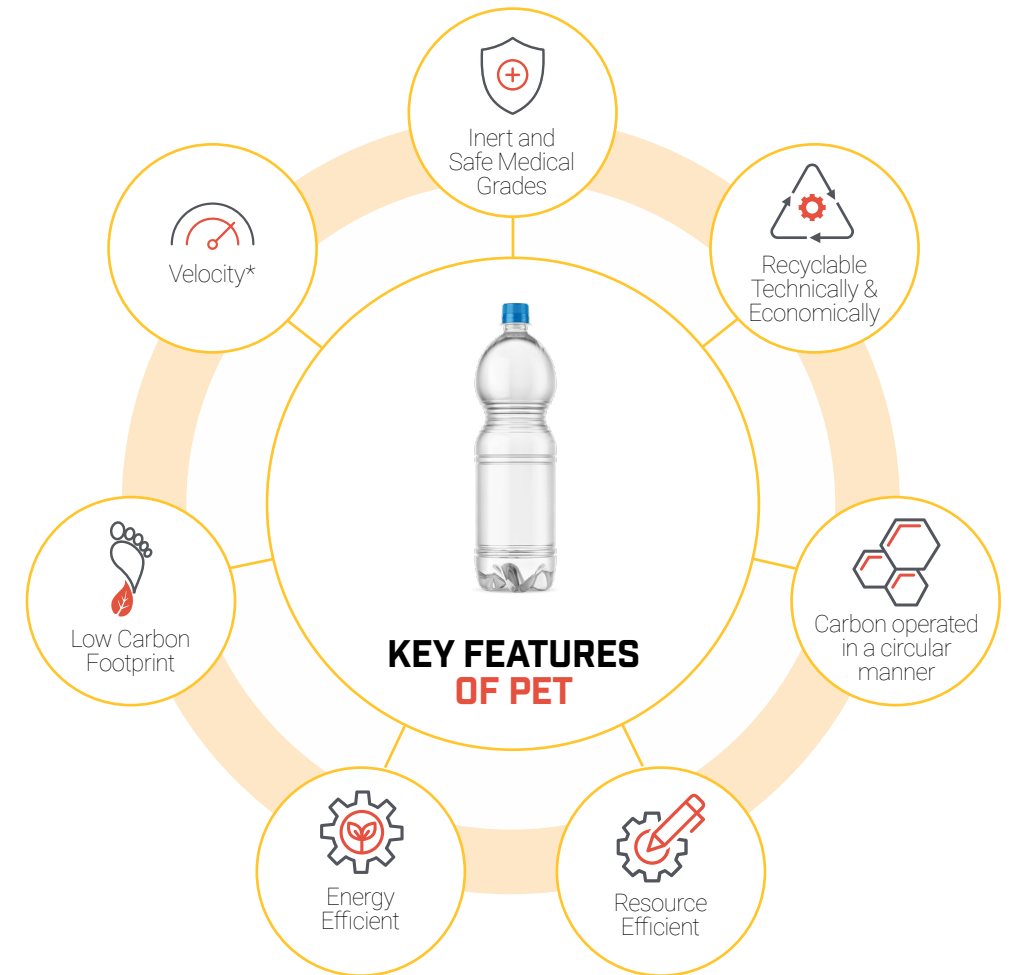 Inert and
Safe Medical
Grades
Recyclable
Technically &
Economically
Carbon operated
in a circular
manner
Resource
Efficient
Energy
Efficient
Low Carbon
Footprint
Velocity*
KEY FEATURES
OF PET